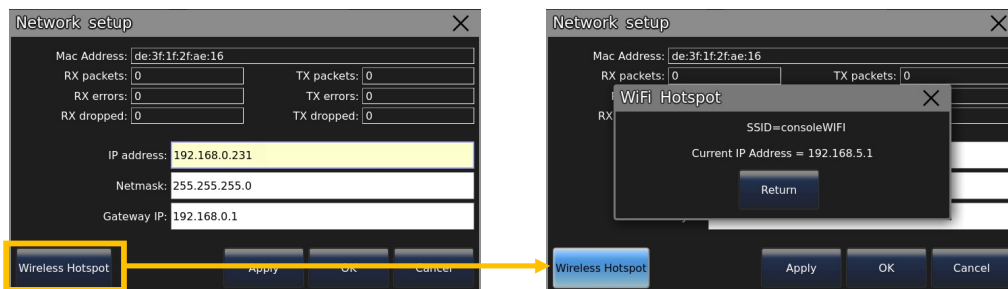 Network setup
Mac Address: de:3f:1f:2f:ae:16
RX packets: 0 TX packets: 0
RX errors: 0 TX errors: 0
RX dropped: 0 TX dropped: 0
IP address: 192.168.0.231
Netmask: 255.255.255.0
Gateway IP: 192.168.0.1
Wireless Hotspot Apply OK Cancel
Network setup
Mac Address: de:3f:1f:2f:ae:16
RX packets: 0 TX packets: 0
RX
WiFi Hotspot
SSID=consoleWIFI
Current IP Address = 192.168.5.1
Return
Wireless Hotspot Apply OK Cancel